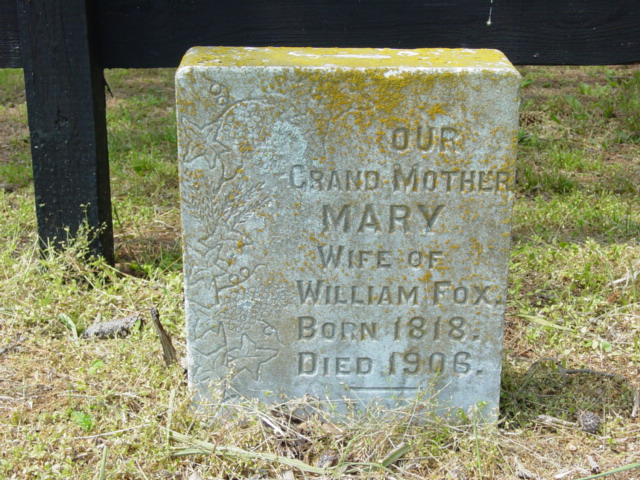 OUR
GRAND MOTHER
MARY
WIFE OF
WILLIAM FOX.
BORN 1818.
DIED 1906.